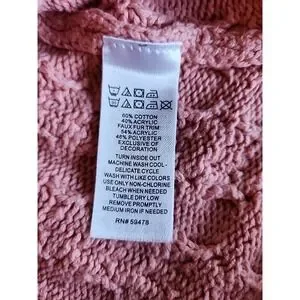 60% COTTON
40% ACRYLIC
FAUX FUR TRIM:
54% ACRYLIC
46% POLYESTER
EXCLUSIVE OF
DECORATION
TURN INSIDE OUT
MACHINE WASH COOL -
DELICATE CYCLE
WASH WITH LIKE COLORS
USE ONLY NON-CHLORINE
BLEACH WHEN NEEDED
TUMBLE DRY LOW
REMOVE PROMPTLY
MEDIUM IRON IF NEEDED
RN# 59478